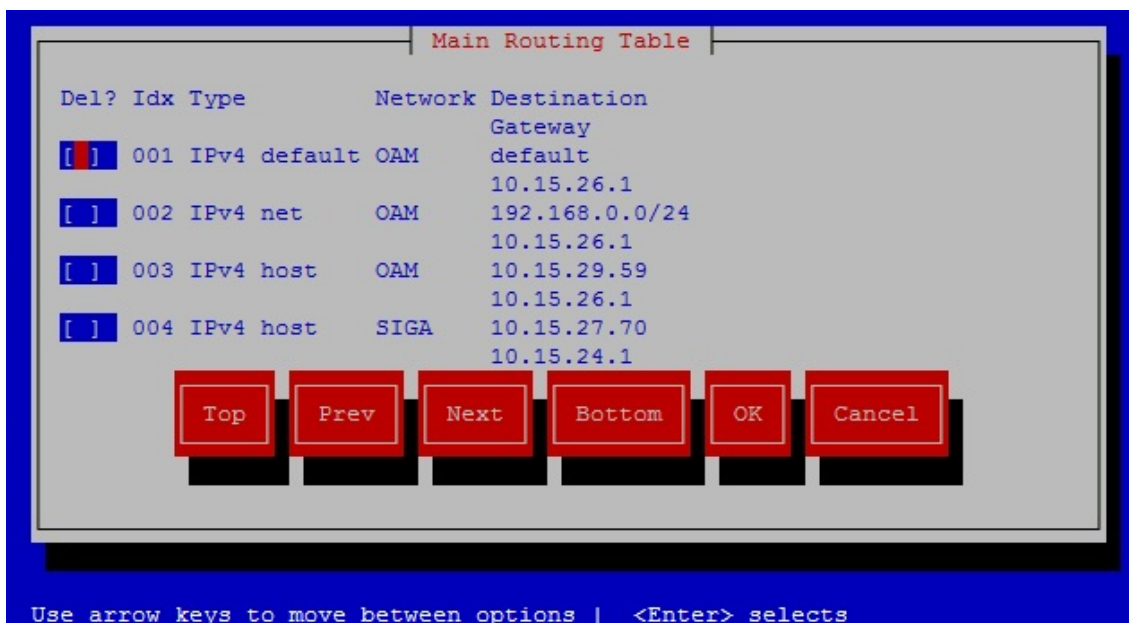 Main Routing Table
Del? Idx Type Network Destination
Gateway
[ ] 001 IPv4 default OAM default
10.15.26.1
[ ] 002 IPv4 net OAM 192.168.0.0/24
10.15.26.1
[ ] 003 IPv4 host OAM 10.15.29.59
10.15.26.1
[ ] 004 IPv4 host SIGA 10.15.27.70
10.15.24.1
Top Prev Next Bottom OK Cancel
Use arrow keys to move between options | <Enter> selects